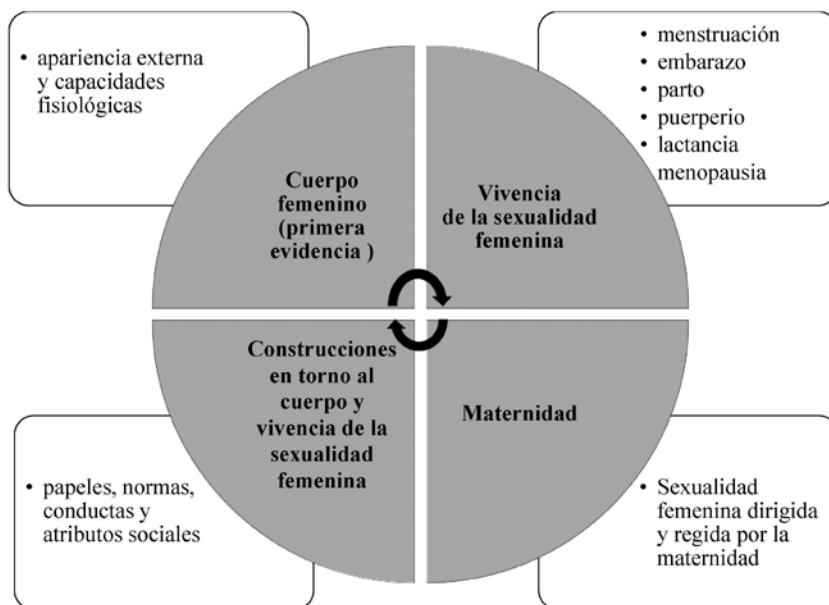 • apariencia externa
y capacidades
fisiológicas
• menstruación
• embarazo
• parto
• puerperio
• lactancia
menopausia
Cuerpo
femenino
(primera
evidencia )
Vivencia
de la sexualidad
femenina
Construcciones
en torno al
cuerpo y
vivencia de la
sexualidad
femenina
Maternidad
• papeles, normas,
conductas y
atributos sociales
• Sexualidad
femenina dirigida
y regida por la
maternidad